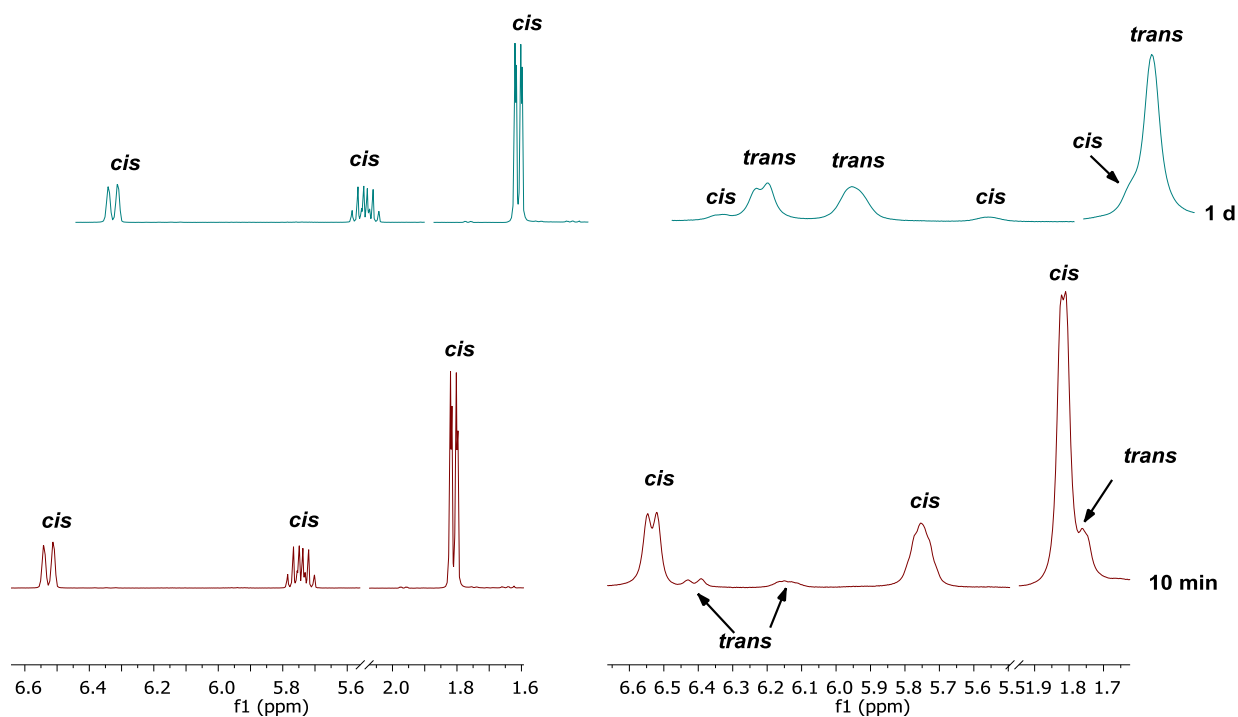 cis
cis
cis
cis
trans
trans
cis
cis
trans
1 d
cis
cis
cis
cis
trans
cis
cis
trans
10 min
6.6 6.4 6.2 6.0 5.8 5.6 2.0 1.8 1.6
f1 (ppm)
6.6 6.5 6.4 6.3 6.2 6.1 6.0 5.9 5.8 5.7 5.6 5.5 1.9 1.8 1.7
f1 (ppm)